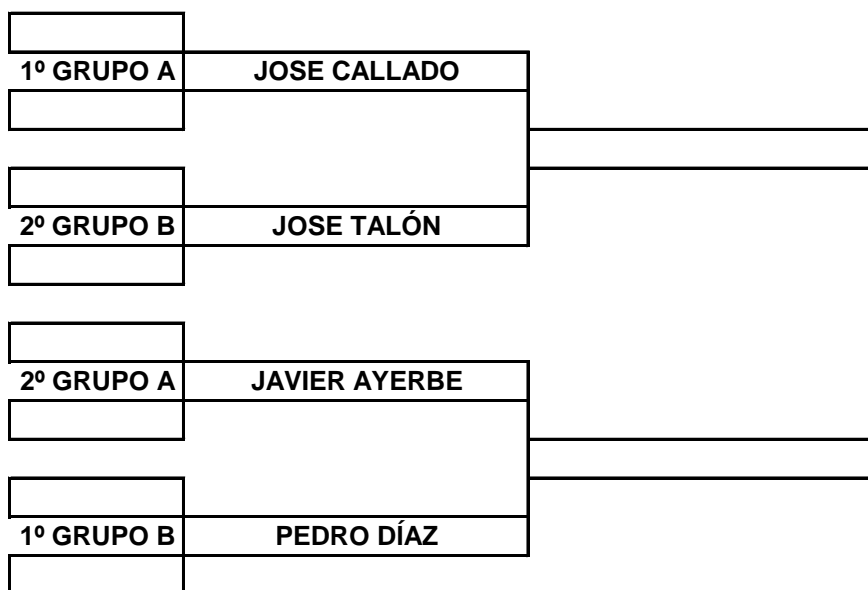 1º GRUPO A JOSE CALLADO
2º GRUPO B JOSE TALÓN
2º GRUPO A JAVIER AYERBE
1º GRUPO B PEDRO DÍAZ